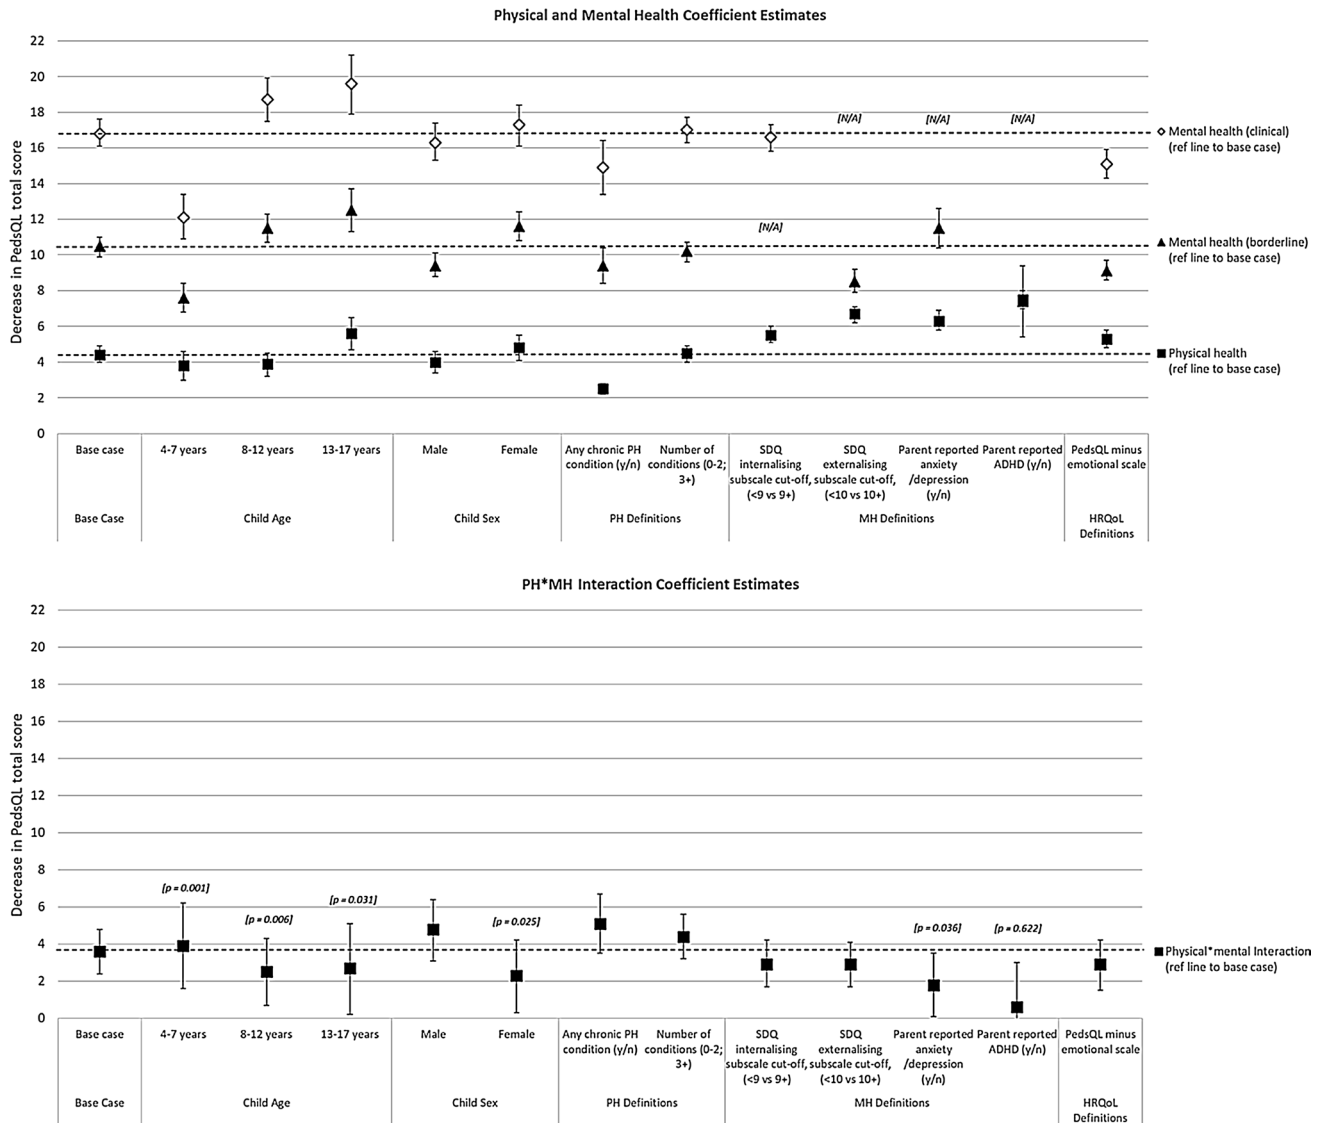 Physical and Mental Health Coefficient Estimates
Decrease in PedsQL total score
22
20
18
16
14
12
10
8
6
4
2
0
[N/A]
[N/A]
[N/A]
[N/A]
Mental health (clinical)
(ref line to base case)
Mental health (borderline)
(ref line to base case)
Physical health
(ref line to base case)
Base case
4-7 years
8-12 years
13-17 years
Male
Female
Any chronic PH
condition (y/n)
Number of
conditions (0-2;
3+)
SDQ
internalising
subscale cut-off,
(<9 vs 9+)
SDQ
externalising
subscale cut-off,
(<10 vs 10+)
Parent reported
anxiety
/depression
(y/n)
Parent reported
ADHD (y/n)
PedsQL minus
emotional scale
Base Case
Child Age
Child Sex
PH Definitions
MH Definitions
HRQoL
Definitions
PH*MH Interaction Coefficient Estimates
Decrease in PedsQL total score
22
20
18
16
14
12
10
8
6
4
2
0
[p = 0.001]
[p = 0.006]
[p = 0.031]
[p = 0.025]
[p = 0.036]
[p = 0.622]
Physical*mental Interaction
(ref line to base case)
Base case
4-7 years
8-12 years
13-17 years
Male
Female
Any chronic PH
condition (y/n)
Number of
conditions (0-2;
3+)
SDQ
internalising
subscale cut-off,
(<9 vs 9+)
SDQ
externalising
subscale cut-off,
(<10 vs 10+)
Parent reported
anxiety
/depression
(y/n)
Parent reported
ADHD (y/n)
PedsQL minus
emotional scale
Base Case
Child Age
Child Sex
PH Definitions
MH Definitions
HRQoL
Definitions